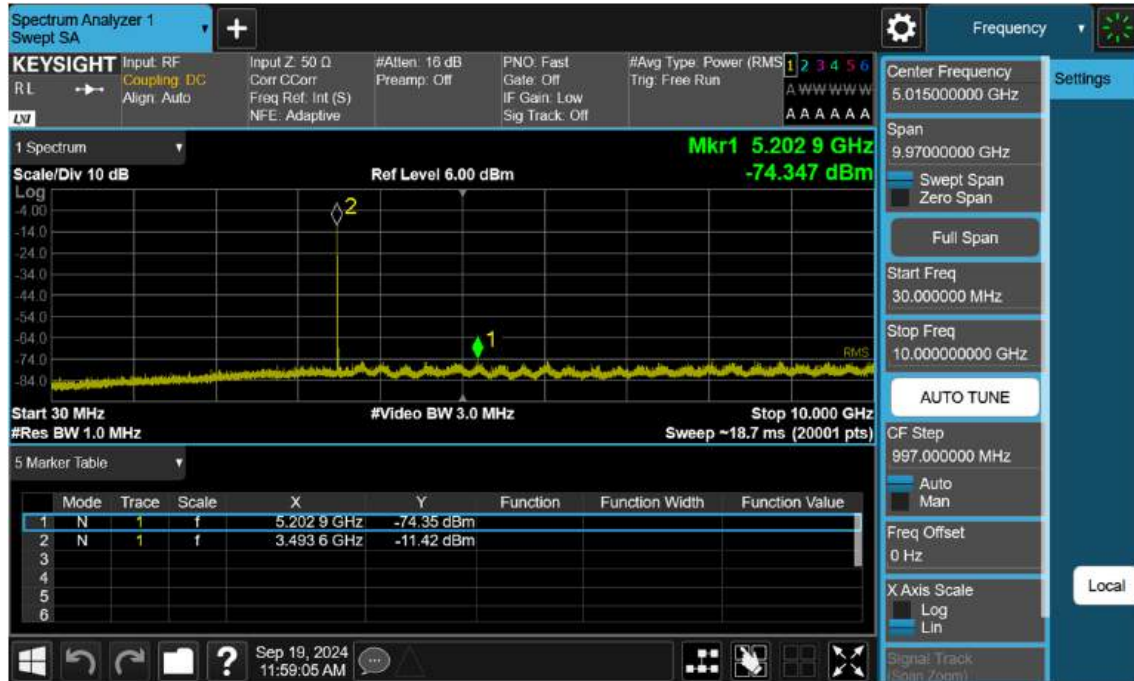 Spectrum Analyzer 1
Swept SA
Frequency
KEYSIGHT
RL
LXI
Input: RF
Coupling: DC
Align: Auto
Input Z: 50 Ω
Corr CCorr
Freq Ref: Int (S)
NFE: Adaptive
#Atten: 16 dB
Preamp: Off
PNO: Fast
Gate: Off
IF Gain: Low
Sig Track: Off
#Avg Type: Power (RMS
Trig: Free Run
1 2 3 4 5 6
A W W W W W
A A A A A A
1 Spectrum
Mkr1 5.202 9 GHz
Scale/Div 10 dB
Ref Level 6.00 dBm
-74.347 dBm
Log
-4.00
-14.0
-24.0
-34.0
-44.0
-54.0
-64.0
-74.0
-84.0
2
1
RMS
Start 30 MHz
#Video BW 3.0 MHz
Stop 10.000 GHz
#Res BW 1.0 MHz
Sweep ~18.7 ms (20001 pts)
5 Marker Table
Mode Trace Scale X Y Function Function Width Function Value
1 N 1 f 5.202 9 GHz -74.35 dBm
2 N 1 f 3.493 6 GHz -11.42 dBm
3
4
5
6
Sep 19, 2024
11:59:05 AM
Center Frequency
5.015000000 GHz
Settings
Span
9.97000000 GHz
Swept Span
Zero Span
Full Span
Start Freq
30.000000 MHz
Stop Freq
10.000000000 GHz
AUTO TUNE
CF Step
997.000000 MHz
Auto
Man
Freq Offset
0 Hz
X Axis Scale
Log
Lin
Local
Signal Track
(Span Zoom)